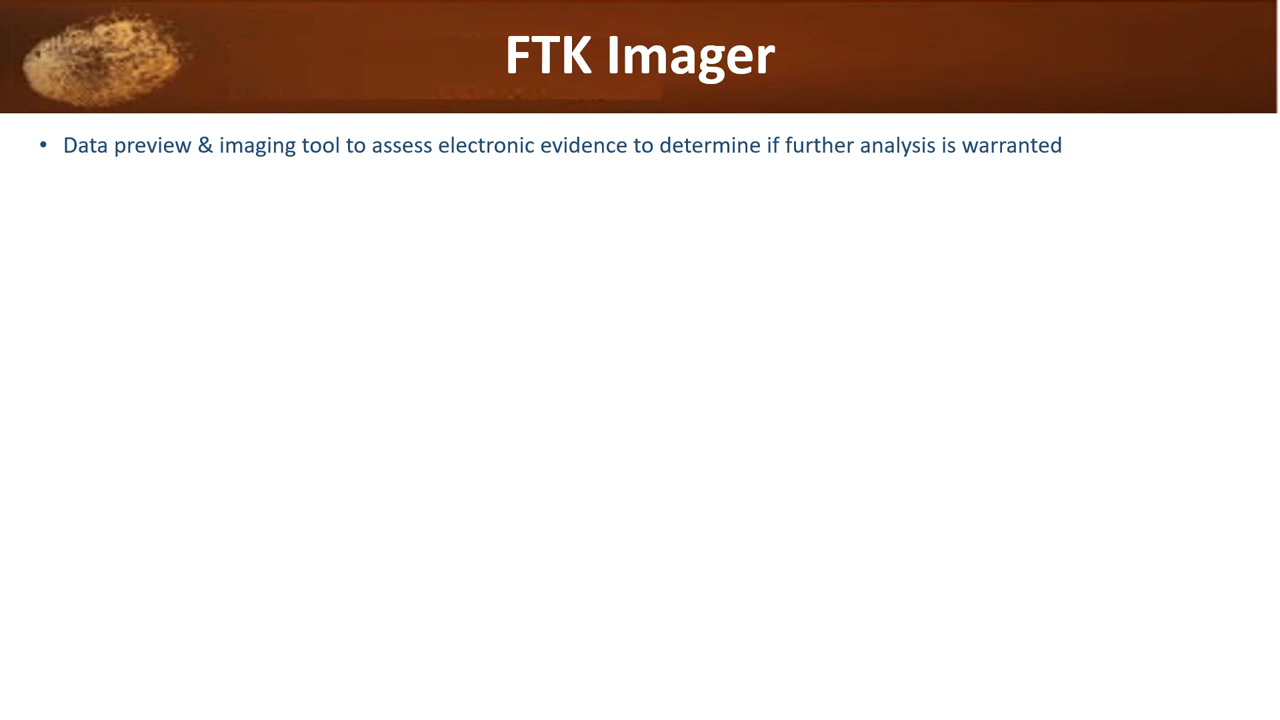 FTK Imager
• Data preview & imaging tool to assess electronic evidence to determine if further analysis is warranted